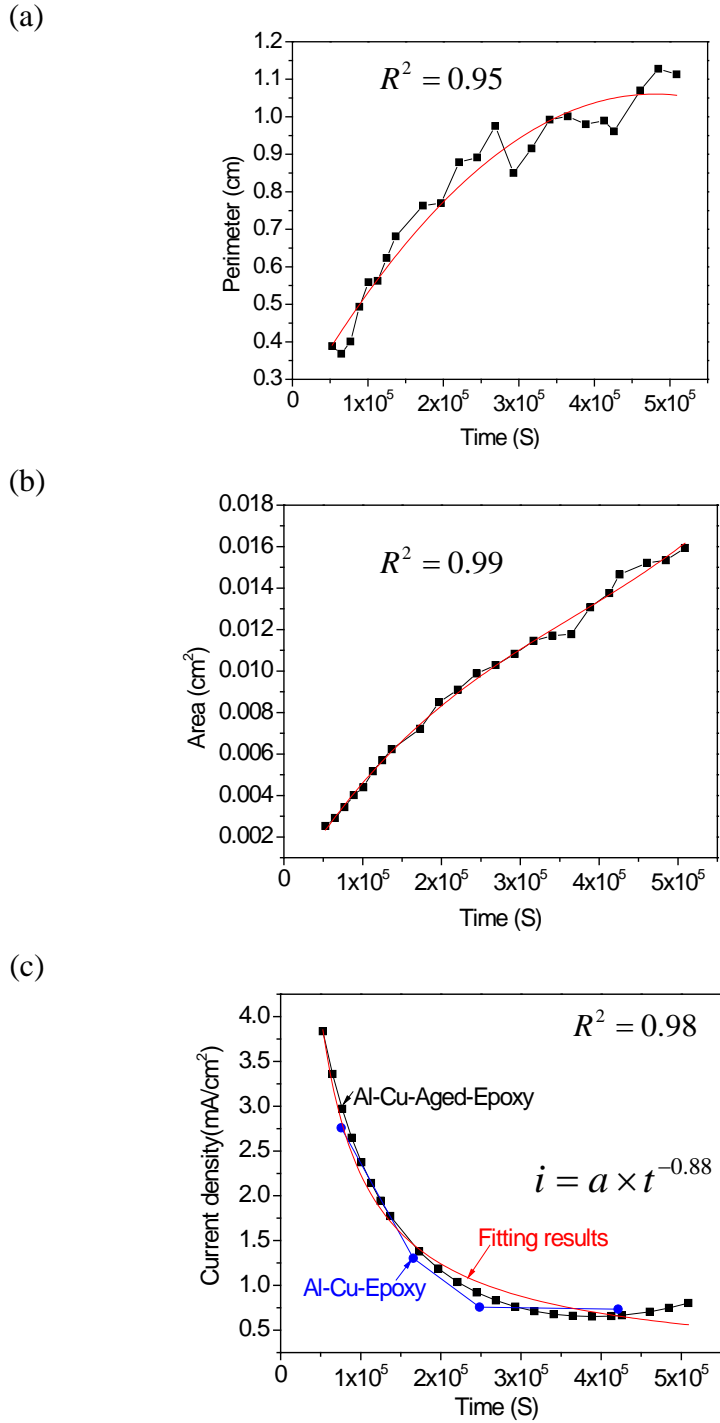 (a)
1.2
1.1
1.0
0.9
0.8
0.7
0.6
0.5
0.4
0.3
Perimeter (cm)
R² = 0.95
0 1x10⁵ 2x10⁵ 3x10⁵ 4x10⁵ 5x10⁵
Time (S)
(b)
0.018
0.016
0.014
0.012
0.010
0.008
0.006
0.004
0.002
Area (cm²)
R² = 0.99
0 1x10⁵ 2x10⁵ 3x10⁵ 4x10⁵ 5x10⁵
Time (S)
(c)
4.0
3.5
3.0
2.5
2.0
1.5
1.0
0.5
Current density(mA/cm²)
R² = 0.98
Al-Cu-Aged-Epoxy
i = a × t⁻⁰·⁸⁸
Fitting results
Al-Cu-Epoxy
0 1x10⁵ 2x10⁵ 3x10⁵ 4x10⁵ 5x10⁵
Time (S)